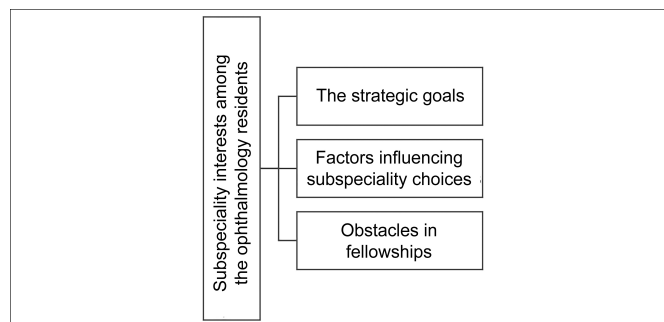 Subspeciality interests among
the ophthalmology residents
The strategic goals
Factors influencing
subspeciality choices
Obstacles in
fellowships